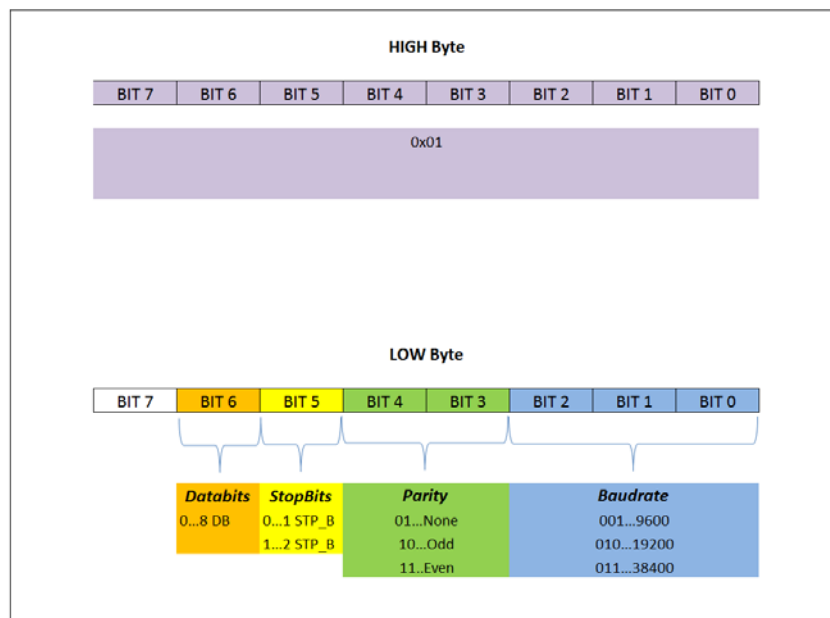 HIGH Byte
BIT 7 BIT 6 BIT 5 BIT 4 BIT 3 BIT 2 BIT 1 BIT 0
0x01
LOW Byte
BIT 7 BIT 6 BIT 5 BIT 4 BIT 3 BIT 2 BIT 1 BIT 0
Databits StopBits Parity Baudrate
0...8 DB 0...1 STP_B 01...None 001...9600
1...2 STP_B 10...Odd 010...19200
11..Even 011...38400